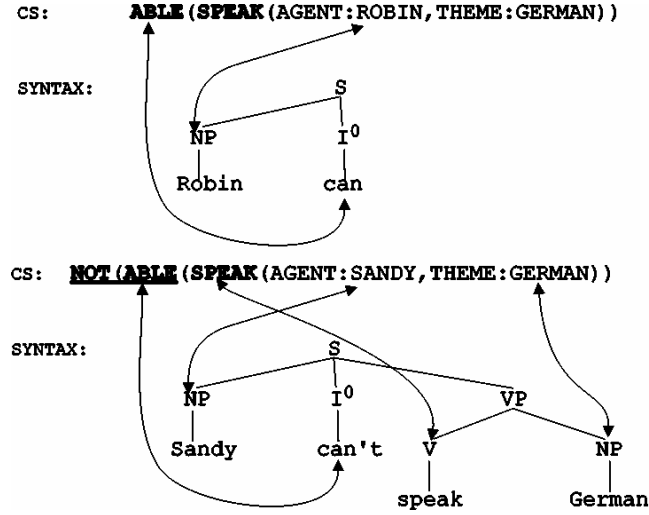 CS: ABLE(SPEAK(AGENT:ROBIN,THEME:GERMAN))
SYNTAX:
S
NP I⁰
Robin can
CS: NOT(ABLE(SPEAK(AGENT:SANDY,THEME:GERMAN))
SYNTAX:
S
NP I⁰ VP
Sandy can't V NP
speak German